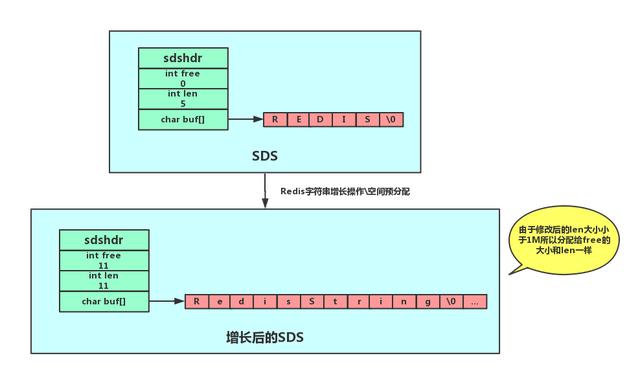 sdshdr
int free
0
int len
5
char buf[]
R E D I S \0
SDS
Redis字符串增长操作\空间预分配
sdshdr
int free
11
int len
11
char buf[]
R e d i s S t r i n g \0 ...
增长后的SDS
由于修改后的len大小小
于1M所以分配给free的
大小和len一样